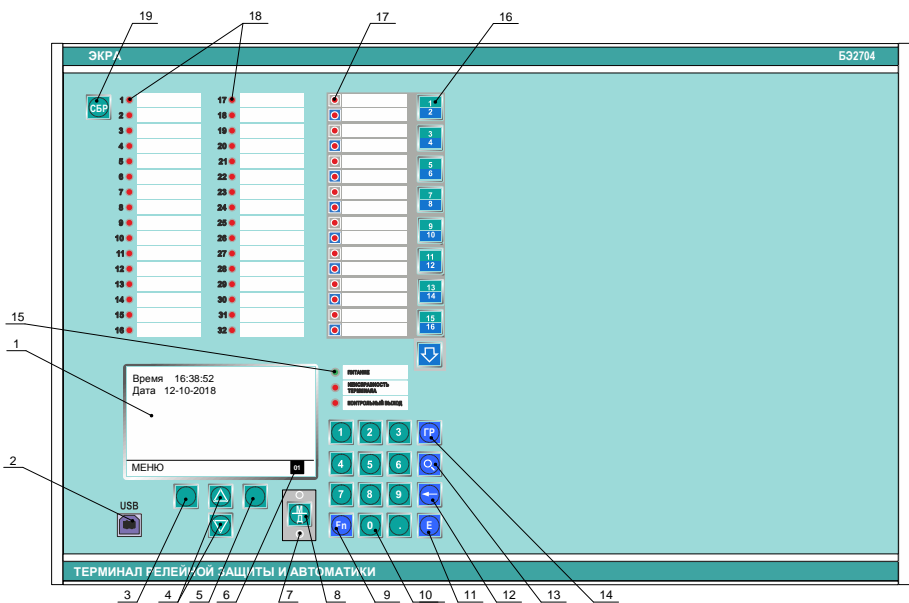 19 18 17 16
ЭКРА БЭ2704
СБР
1 17 1
2 18 2
3 19 3
4 20 4
5 21 5
6 22 6
7 23 7
8 24 8
9 25 9
10 26 10
11 27 11
12 28 12
13 29 13
14 30 14
15 31 15
16 32 16
15
1
ПИТАНИЕ
НЕИСПРАВНОСТЬ
ТЕРМИНАЛА
КОНТРОЛЬНЫЙ ВЫХОД
Время 16:38:52
Дата 12-10-2018
МЕНЮ 01
1 2 3 ГР
4 5 6
7 8 9
Fn 0 . E
2
USB
М
Д
ТЕРМИНАЛ РЕЛЕЙНОЙ ЗАЩИТЫ И АВТОМАТИКИ
3 4 5 6 7 8 9 10 11 12 13 14